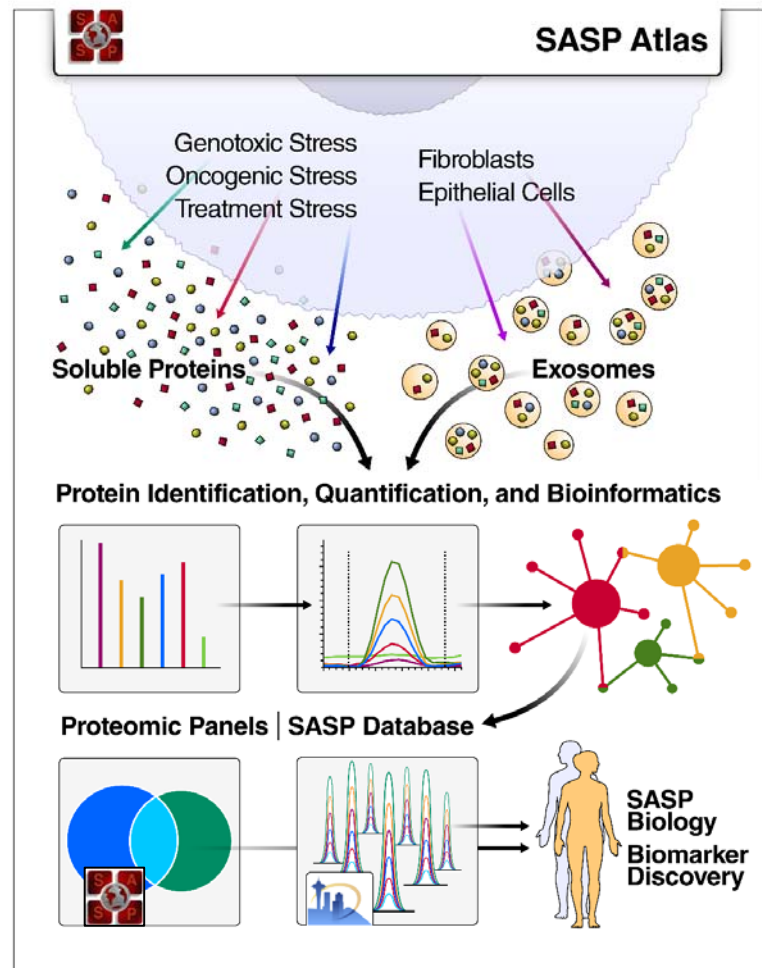 S A
S P
SASP Atlas
Genotoxic Stress
Oncogenic Stress
Treatment Stress
Fibroblasts
Epithelial Cells
Soluble Proteins
Exosomes
Protein Identification, Quantification, and Bioinformatics
Proteomic Panels | SASP Database
SASP
Biology
Biomarker
Discovery
S A
S P